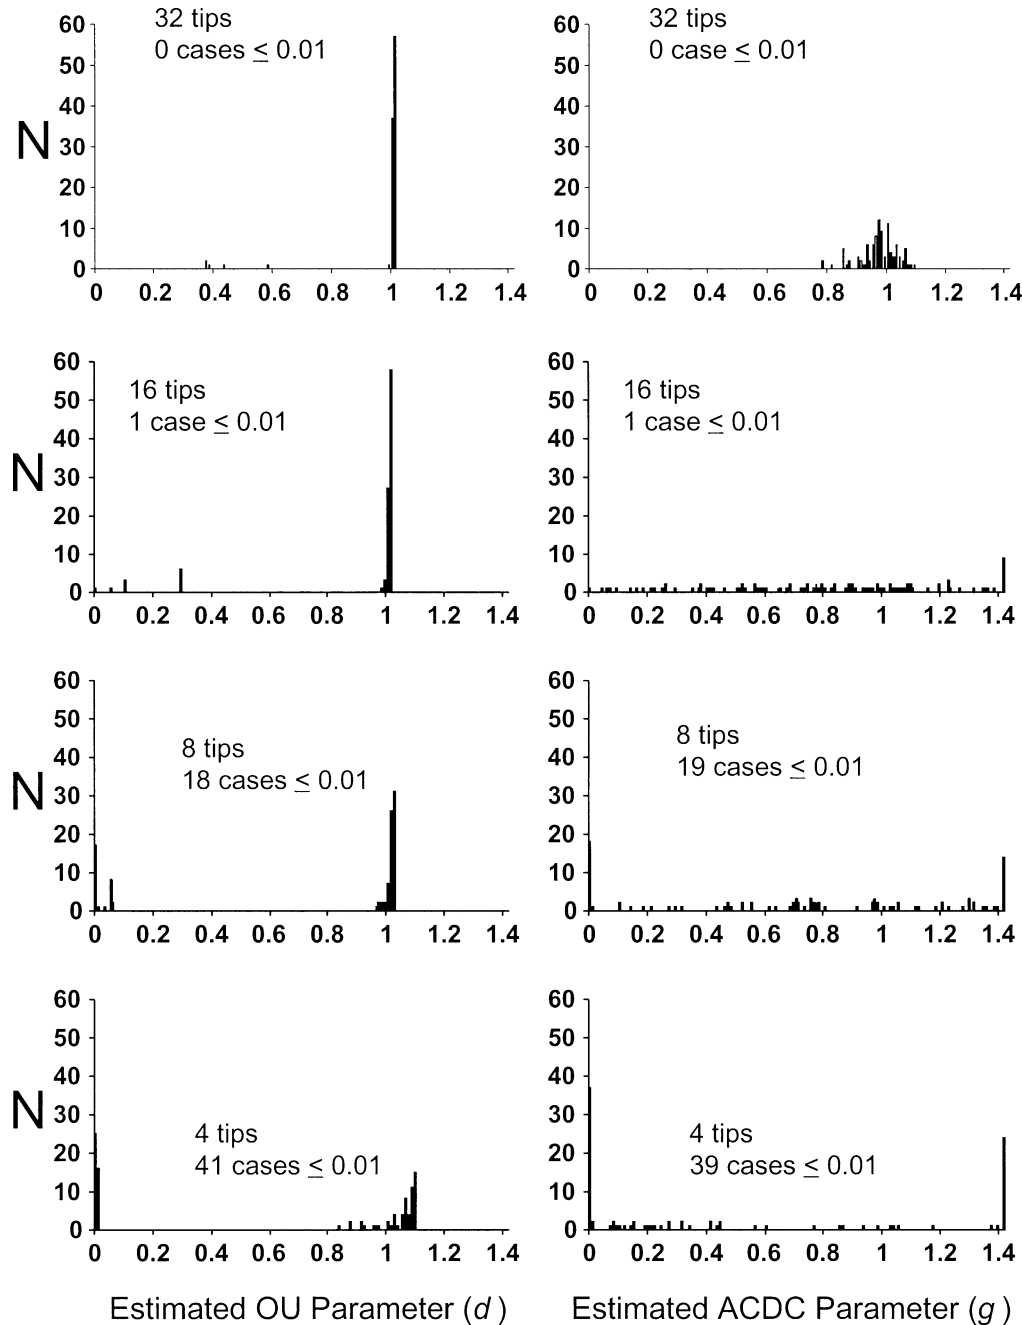 32 tips
0 cases ≤ 0.01
60
50
40
30
20
10
0
N
0 0.2 0.4 0.6 0.8 1 1.2 1.4
32 tips
0 case ≤ 0.01
60
50
40
30
20
10
0
0 0.2 0.4 0.6 0.8 1 1.2 1.4
16 tips
1 case ≤ 0.01
60
50
40
30
20
10
0
N
0 0.2 0.4 0.6 0.8 1 1.2 1.4
16 tips
1 case ≤ 0.01
60
50
40
30
20
10
0
0 0.2 0.4 0.6 0.8 1 1.2 1.4
8 tips
18 cases ≤ 0.01
60
50
40
30
20
10
0
N
0 0.2 0.4 0.6 0.8 1 1.2 1.4
8 tips
19 cases ≤ 0.01
60
50
40
30
20
10
0
0 0.2 0.4 0.6 0.8 1 1.2 1.4
4 tips
41 cases ≤ 0.01
60
50
40
30
20
10
0
N
0 0.2 0.4 0.6 0.8 1 1.2 1.4
4 tips
39 cases ≤ 0.01
60
50
40
30
20
10
0
0 0.2 0.4 0.6 0.8 1 1.2 1.4
Estimated OU Parameter (d)
Estimated ACDC Parameter (g)